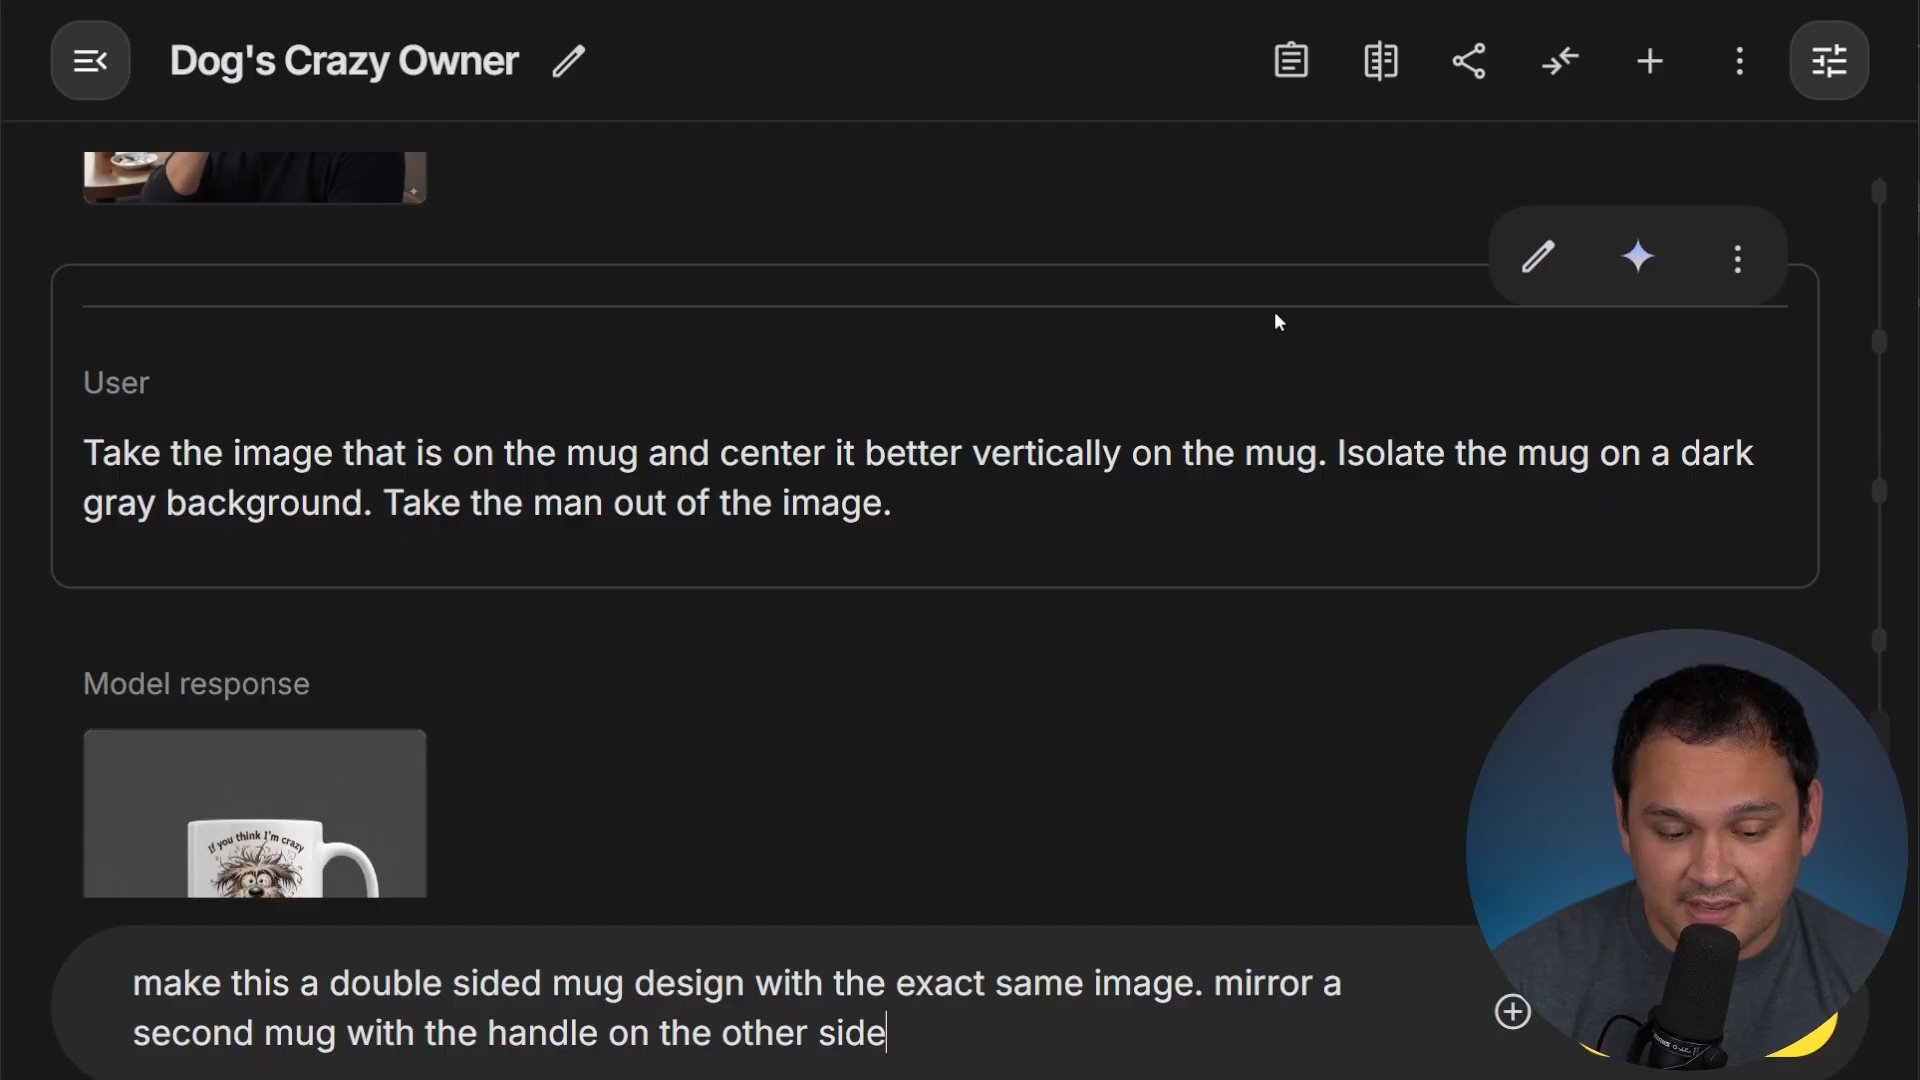 Dog's Crazy Owner
User
Take the image that is on the mug and center it better vertically on the mug. Isolate the mug on a dark
gray background. Take the man out of the image.
Model response
If you think I'm crazy
make this a double sided mug design with the exact same image. mirror a
second mug with the handle on the other side